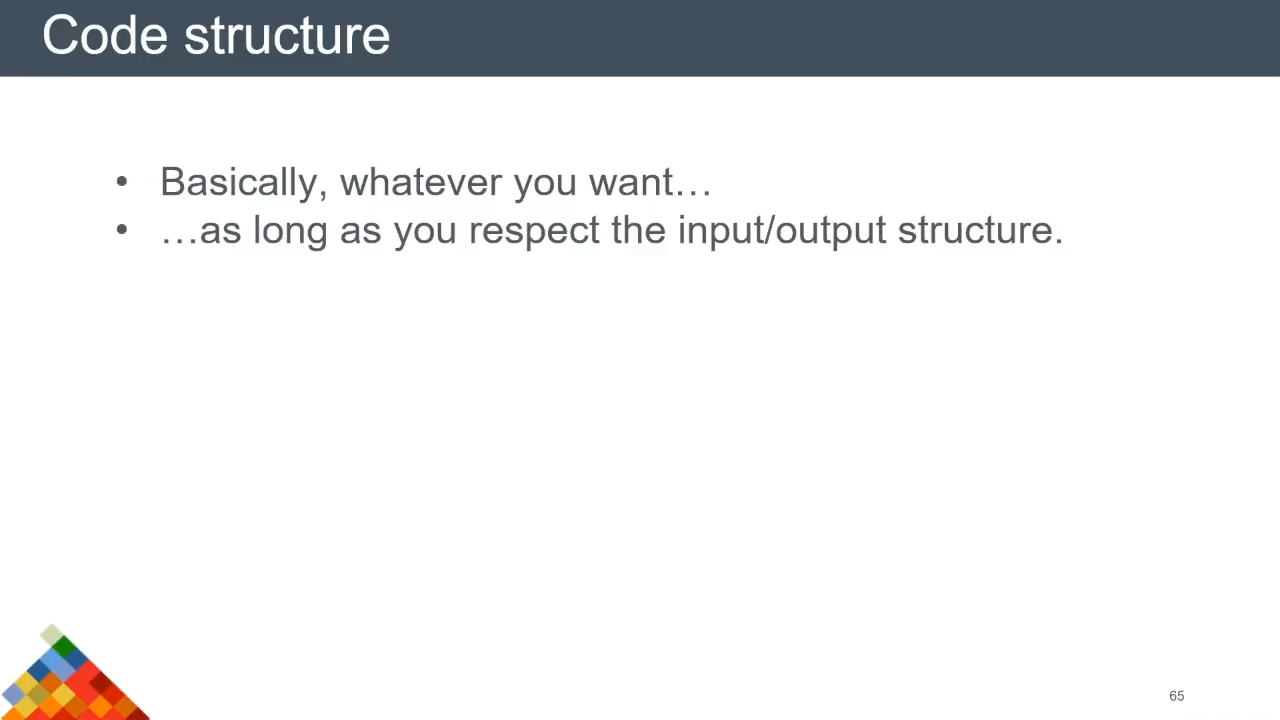 Code structure
• Basically, whatever you want…
• …as long as you respect the input/output structure.
65